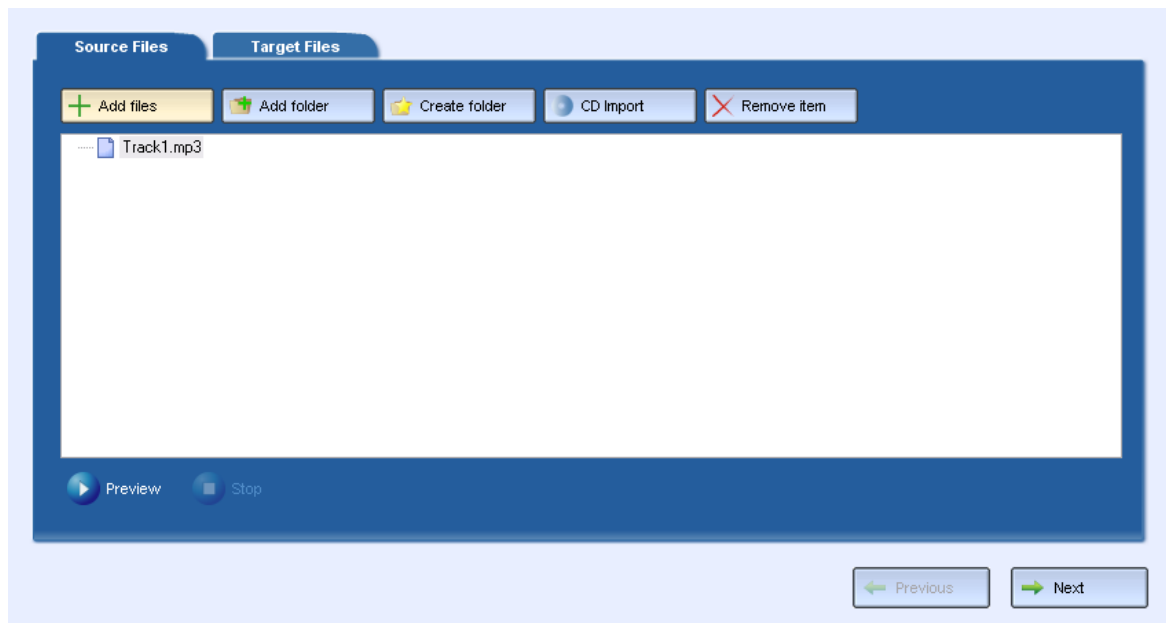 Source Files Target Files
Add files Add folder Create folder CD Import Remove item
Track1.mp3
Preview Stop
Previous Next